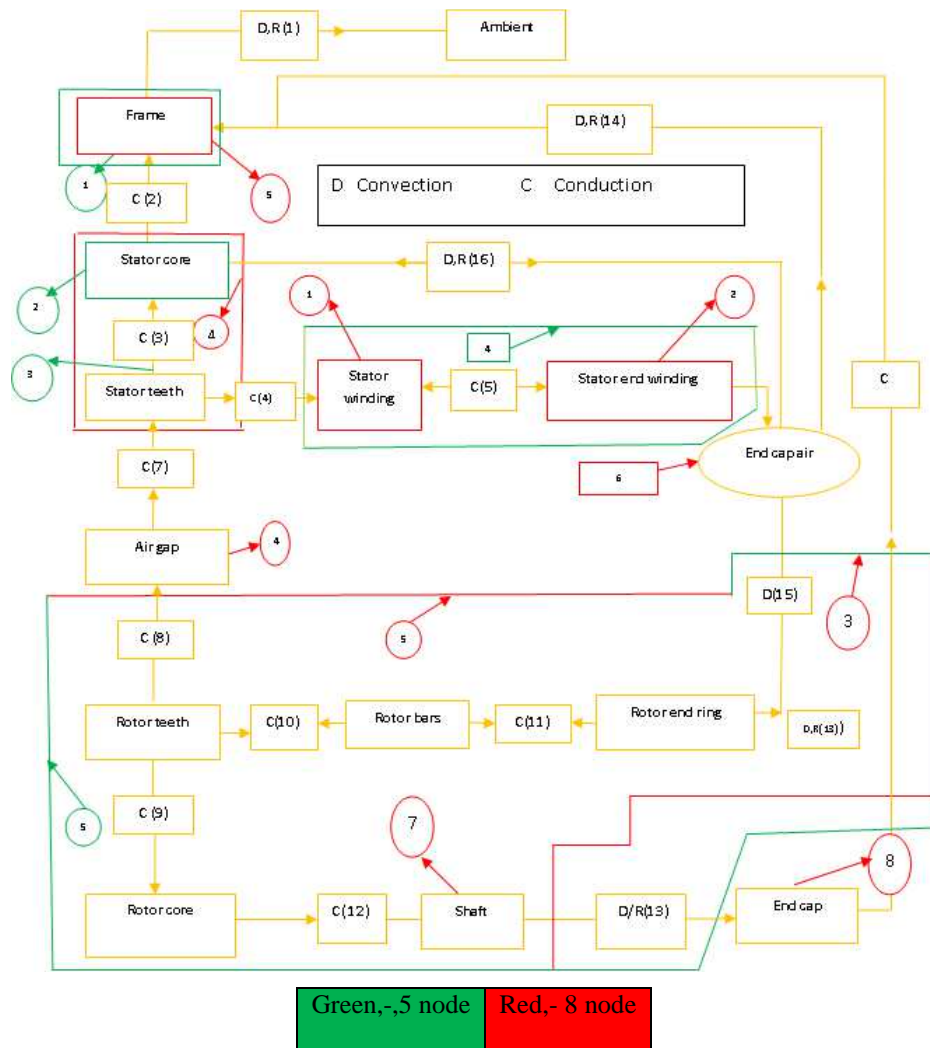 D,R(1)
Ambient
Frame
D,R(14)
1
5
D Convection C Conduction
C(2)
Stator core
D,R(16)
2
1
2
C(3)
4
4
3
Stator teeth
C(4)
Stator
winding
C(5)
Stator end winding
C
End cap air
C(7)
6
Air gap
4
D(15)
3
C(8)
5
Rotor teeth
C(10)
Rotor bars
C(11)
Rotor end ring
D,R(13))
C(9)
5
7
8
Rotor core
C(12)
Shaft
D/R(13)
End cap
Green,-,5 node
Red,- 8 node